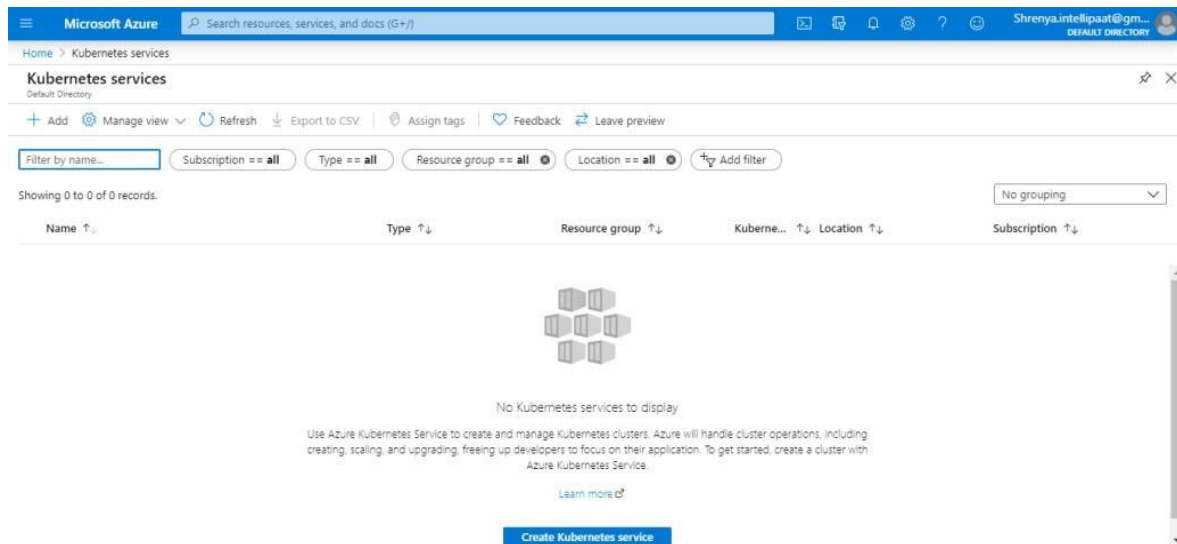 Microsoft Azure
Search resources, services, and docs (G+/)
Shrenya.intellipaat@gm...
DEFAULT DIRECTORY
Home > Kubernetes services
Kubernetes services
Default Directory
+ Add Manage view Refresh Export to CSV Assign tags Feedback Leave preview
Filter by name... Subscription == all Type == all Resource group == all Location == all Add filter
Showing 0 to 0 of 0 records. No grouping
Name ↑↓ Type ↑↓ Resource group ↑↓ Kuberne... ↑↓ Location ↑↓ Subscription ↑↓
No Kubernetes services to display
Use Azure Kubernetes Service to create and manage Kubernetes clusters. Azure will handle cluster operations, including
creating, scaling, and upgrading, freeing up developers to focus on their application. To get started, create a cluster with
Azure Kubernetes Service.
Learn more
Create Kubernetes service